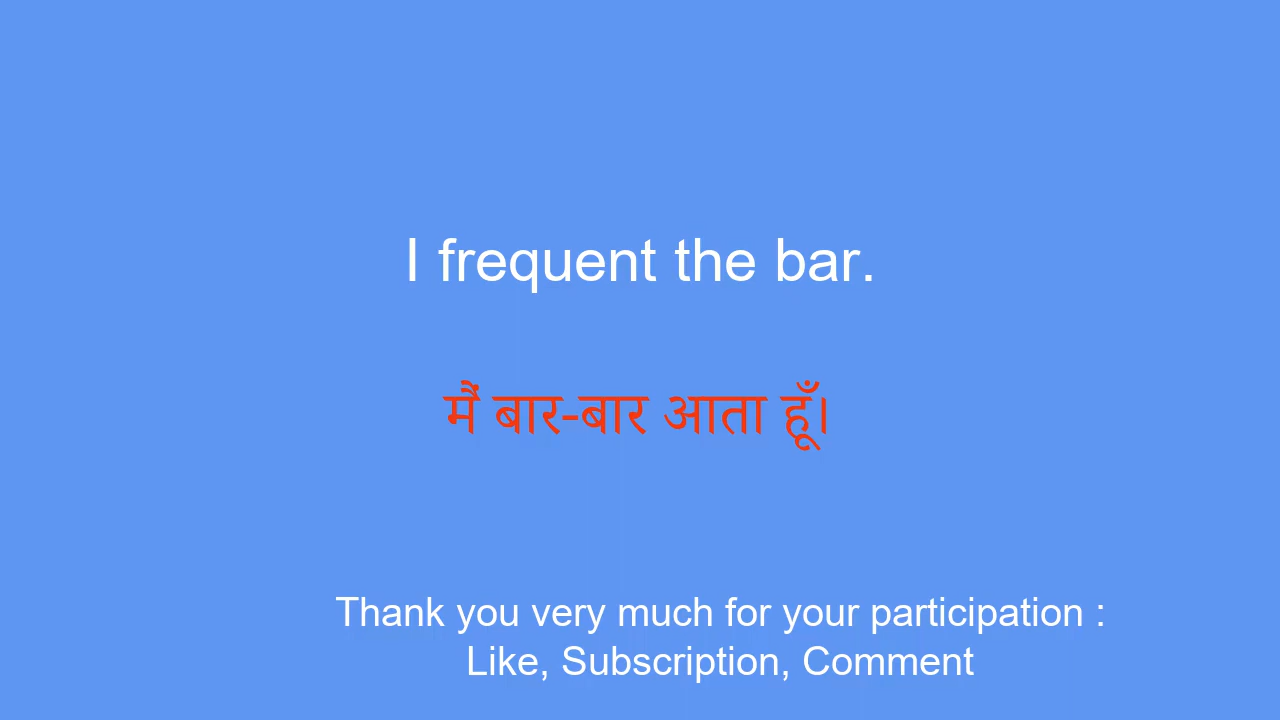 I frequent the bar.
मैं बार-बार आता हूँ।
Thank you very much for your participation :
Like, Subscription, Comment